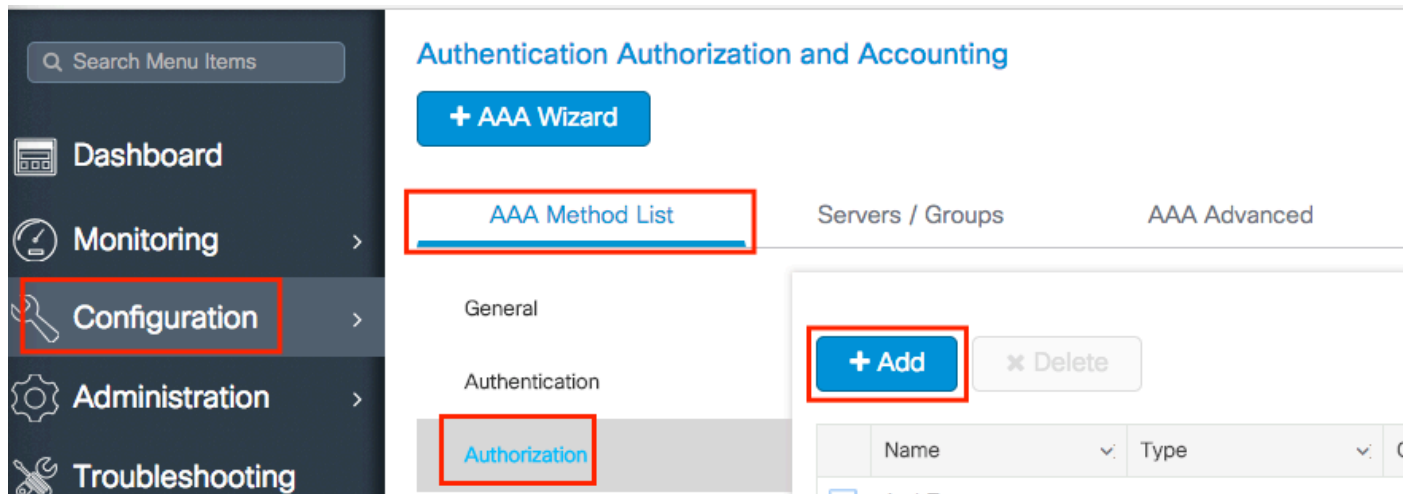 Search Menu Items
Dashboard
Monitoring
Configuration
Administration
Troubleshooting
Authentication Authorization and Accounting
+ AAA Wizard
AAA Method List
Servers / Groups
AAA Advanced
General
Authentication
Authorization
+ Add
× Delete
Name
Type